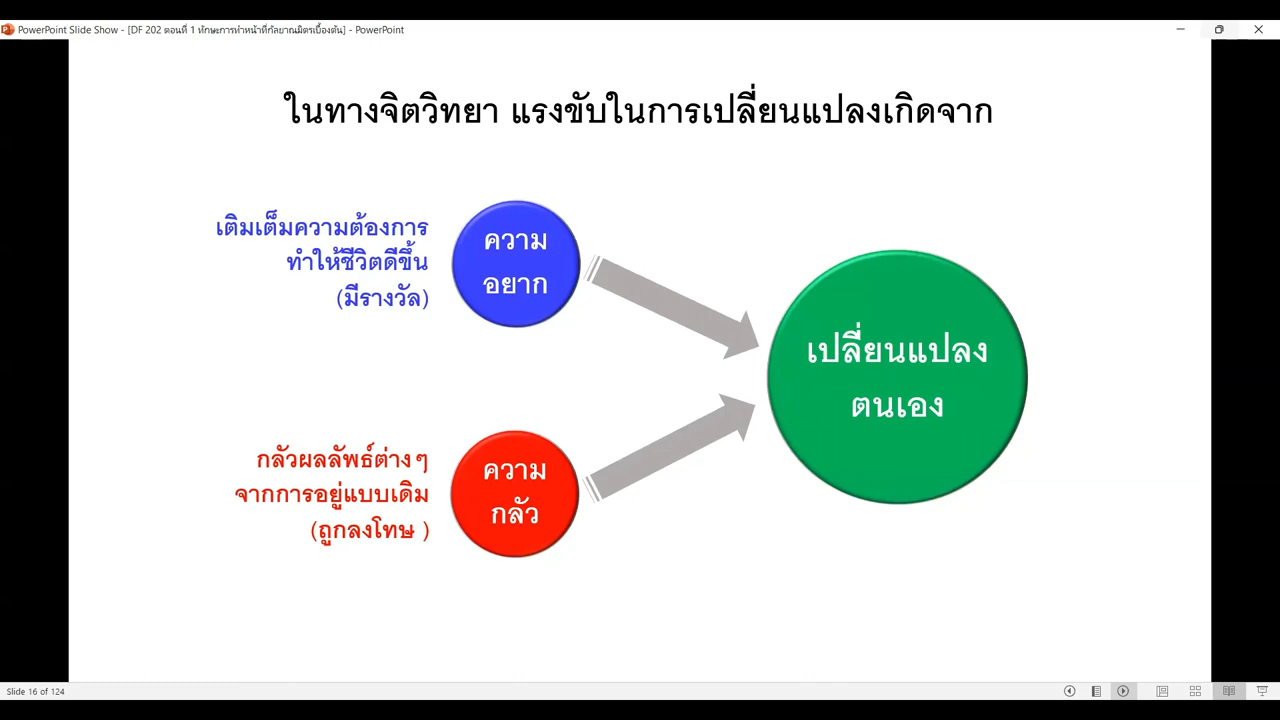 PowerPoint Slide Show - [DF 202 ตอนที่ 1 ทักษะการทำหน้าที่กัลยาณมิตรเบื้องต้น] - PowerPoint
ในทางจิตวิทยา แรงขับในการเปลี่ยนแปลงเกิดจาก
เติมเต็มความต้องการ
ทำให้ชีวิตดีขึ้น
(มีรางวัล)
ความ
อยาก
เปลี่ยนแปลง
ตนเอง
กลัวผลลัพธ์ต่างๆ
จากการอยู่แบบเดิม
(ถูกลงโทษ )
ความ
กลัว
Slide 16 of 124